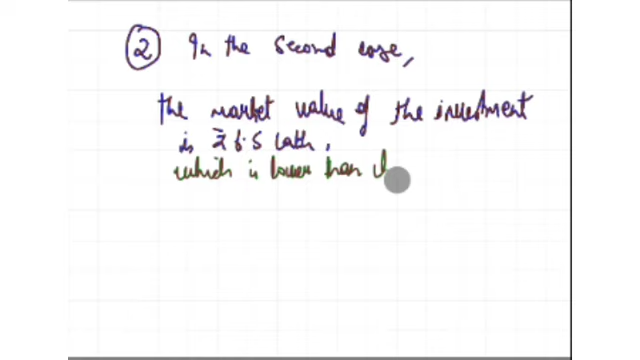 ② In the second case,
the market value of the investment
is ₹ 6.5 lakh,
which is lower than